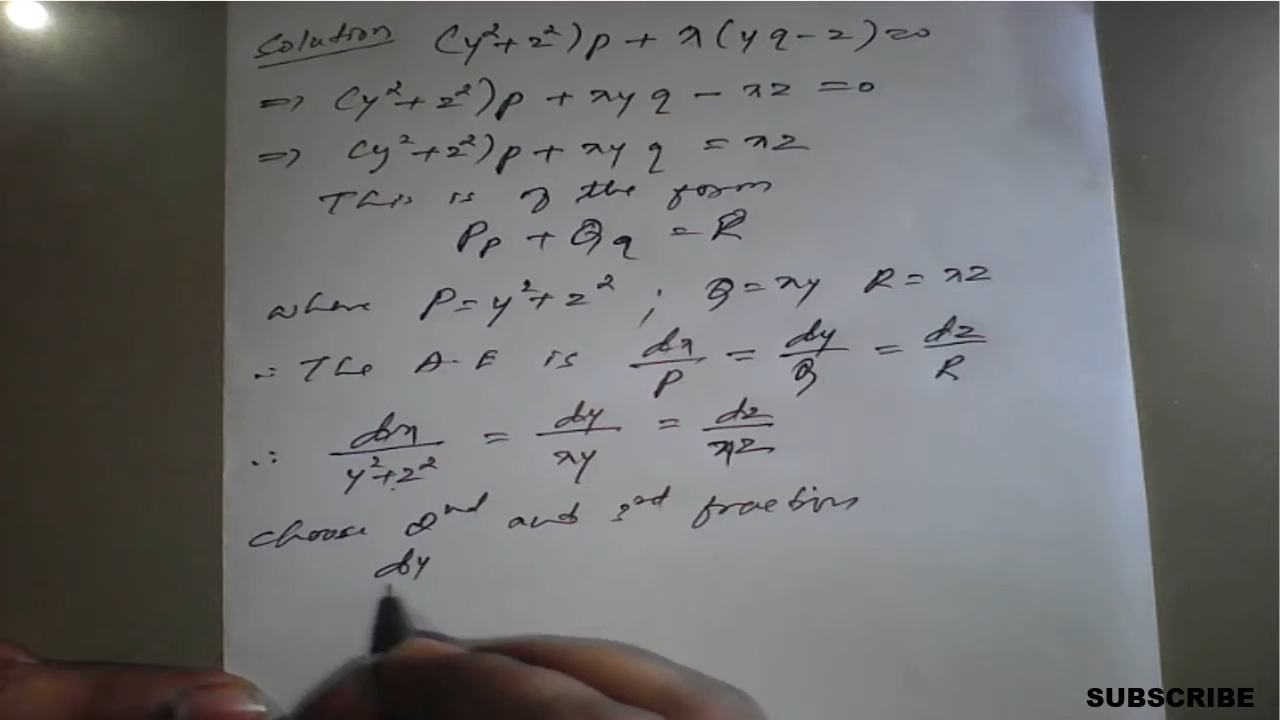 Solution (y²+z²)p + x(yq-z)=0
=> (y²+z²)p + xyq - xz = 0
=> (y²+z²)p + xyq = xz
This is of the form
Pp + Qq = R
where P = y²+z² ; Q = xy R = xz
∴ The A.E is dx/P = dy/Q = dz/R
∴ dx/y²+z² = dy/xy = dz/xz
choose 2nd and 3rd fractions
dy
SUBSCRIBE